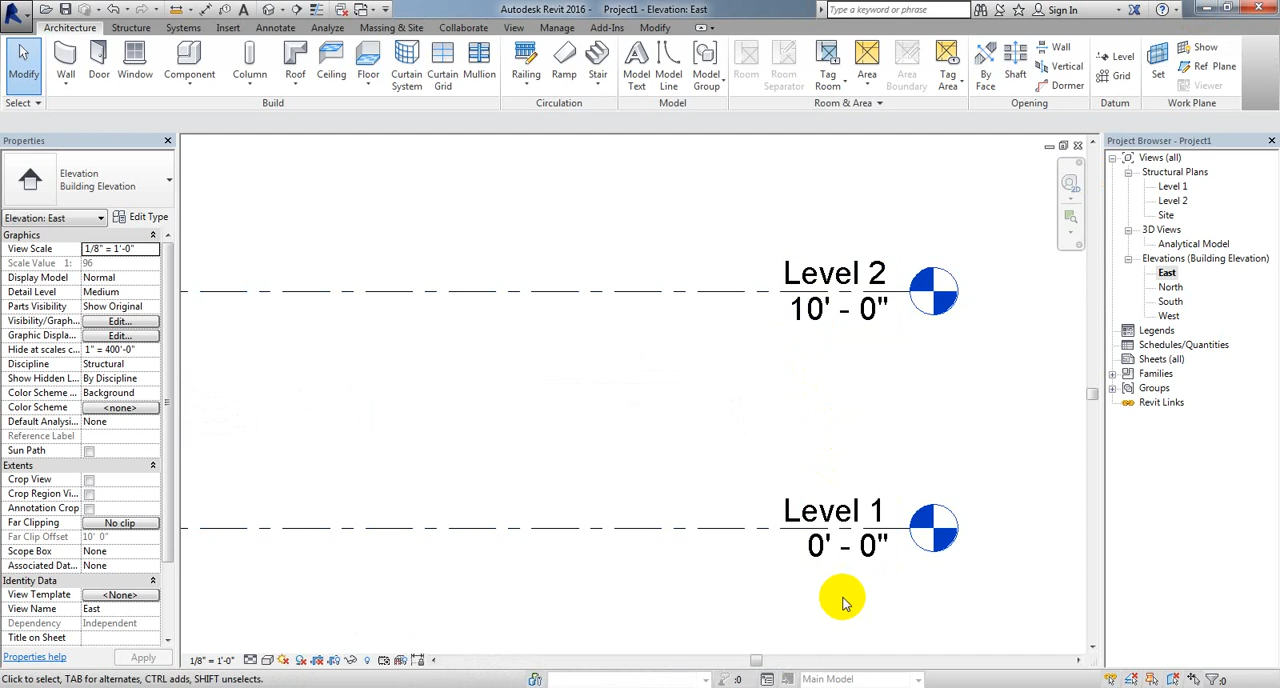 Autodesk Revit 2016 - Project1 - Elevation: East
Type a keyword or phrase
Sign In
Architecture Structure Systems Insert Annotate Analyze Massing & Site Collaborate View Manage Add-Ins Modify
Modify
Wall
Door
Window
Component
Column
Roof
Ceiling
Floor
Curtain System
Curtain Grid
Mullion
Railing
Ramp
Stair
Model Text
Model Line
Model Group
Room
Room Separator
Tag Room
Area
Area Boundary
Tag Area
By Face
Shaft
Wall
Vertical
Dormer
Level
Grid
Set
Show
Ref Plane
Viewer
Select
Build
Circulation
Model
Room & Area
Opening
Datum
Work Plane
Properties
Elevation
Building Elevation
Elevation: East
Edit Type
Graphics
View Scale 1/8" = 1'-0"
Scale Value 1: 96
Display Model Normal
Detail Level Medium
Parts Visibility Show Original
Visibility/Graph... Edit...
Graphic Displa... Edit...
Hide at scales c... 1" = 400'-0"
Discipline Structural
Show Hidden L... By Discipline
Color Scheme ... Background
Color Scheme <none>
Default Analysi... None
Reference Label
Sun Path
Extents
Crop View
Crop Region Vi...
Annotation Crop
Far Clipping No clip
Far Clip Offset 10' 0"
Scope Box None
Associated Dat... None
Identity Data
View Template <None>
View Name East
Dependency Independent
Title on Sheet
Properties help
Apply
Level 2
10' - 0"
Level 1
0' - 0"
2D
Project Browser - Project1
Views (all)
Structural Plans
Level 1
Level 2
Site
3D Views
Analytical Model
Elevations (Building Elevation)
East
North
South
West
Legends
Schedules/Quantities
Sheets (all)
Families
Groups
Revit Links
1/8" = 1'-0"
Click to select, TAB for alternates, CTRL adds, SHIFT unselects.
:0
Main Model
:0